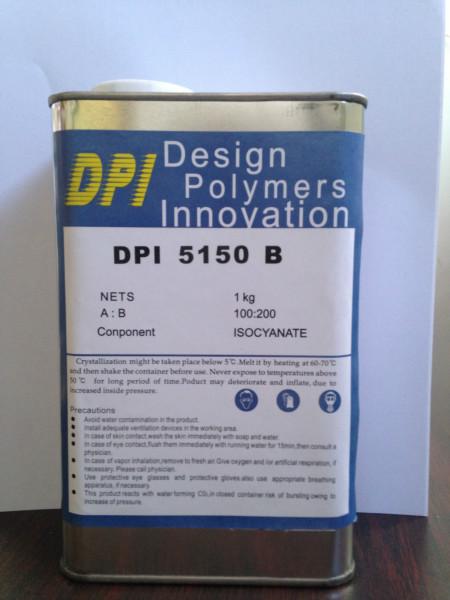 DPI
Design
Polymers
Innovation
DPI 5150 B
NETS 1 kg
A : B 100:200
Conponent ISOCYANATE
Crystallization might be taken place below 5℃.Melt it by heating at 60-70℃
and then shake the container before use. Never expose to temperatures above
50 ℃ for long period of time.Poduct may deteriorate and inflate, due to
increased inside pressure.
Precautions
● Avoid water contamination in the product.
● Install adequate ventilation devices in the working area.
● In case of skin contact,wash the skin immediately with soap and water.
● In case of eye contact,fluah them immediately with running water for 15min,then consult a
physician.
● In case of vapor inhalation,remove to fresh air. Give oxygen and /or artificial respiration, if
necessary. Please call physician.
● Use protective eye glasses and protective gloves.also use appropriate breathing
apparatus, if necessary.
● This product reacts with water forming CO₂,in closed container risk of bursting owing to
increase of pressure.